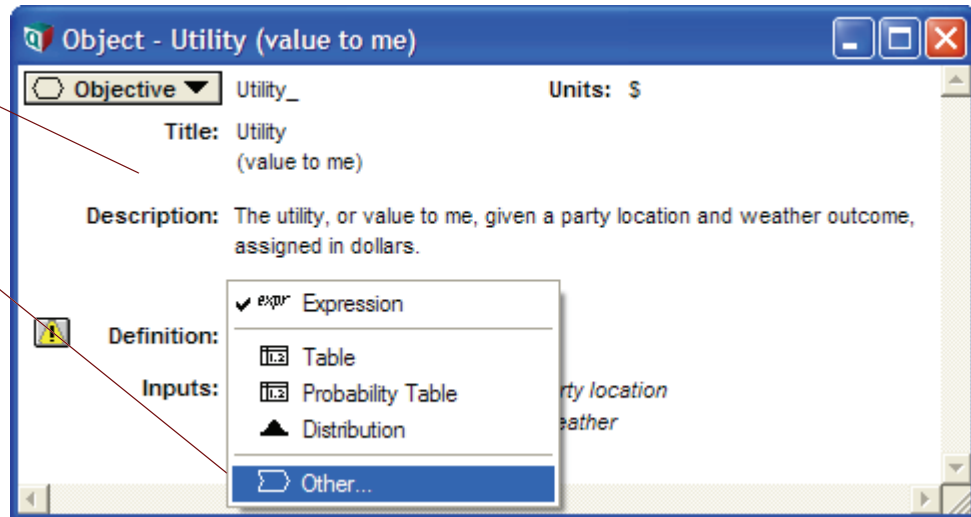 Object - Utility (value to me)
Objective Utility_ Units: $
Title: Utility
(value to me)
Description: The utility, or value to me, given a party location and weather outcome,
assigned in dollars.
expr Expression
Definition:
Table
Inputs: Probability Table rty location
Distribution eather
Other...